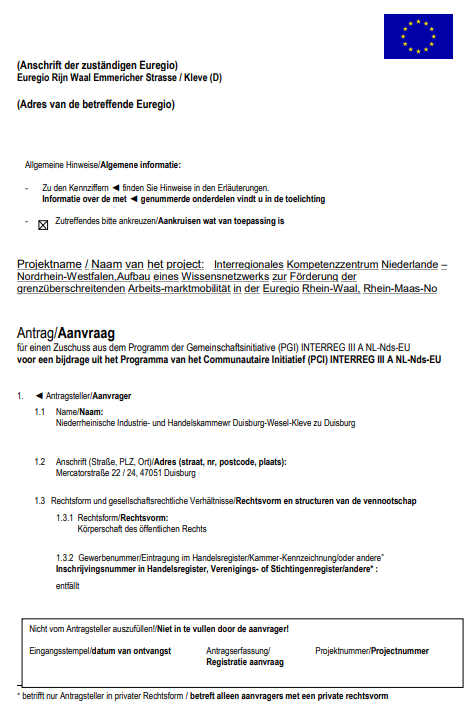 (Anschrift der zuständigen Euregio)
Euregio Rijn Waal Emmericher Strasse / Kleve (D)
(Adres van de betreffende Euregio)
Allgemeine Hinweise/Algemene informatie:
- Zu den Kennziffern ◄ finden Sie Hinweise in den Erläuterungen.
Informatie over de met ◄ genummerde onderdelen vindt u in de toelichting
- ☒ Zutreffendes bitte ankreuzen/Aankruisen wat van toepassing is
Projektname / Naam van het project: Interregionales Kompetenzzentrum Niederlande –
Nordrhein-Westfalen,Aufbau eines Wissensnetzwerks zur Förderung der
grenzüberschreitenden Arbeits-marktmobilität in der Euregio Rhein-Waal, Rhein-Maas-No
Antrag/Aanvraag
für einen Zuschuss aus dem Programm der Gemeinschaftsinitiative (PGI) INTERREG III A NL-Nds-EU
voor een bijdrage uit het Programma van het Communautaire Initiatief (PCI) INTERREG III A NL-Nds-EU
1. ◄ Antragsteller/Aanvrager
1.1 Name/Naam:
Niederrheinische Industrie- und Handelskammewr Duisburg-Wesel-Kleve zu Duisburg
1.2 Anschrift (Straße, PLZ, Ort)/Adres (straat, nr, postcode, plaats):
Mercatorstraße 22 / 24, 47051 Duisburg
1.3 Rechtsform und gesellschaftsrechtliche Verhältnisse/Rechtsvorm en structuren van de vennootschap
1.3.1 Rechtsform/Rechtsvorm:
Körperschaft des öffentlichen Rechts
1.3.2 Gewerbenummer/Eintragung im Handelsregister/Kammer-Kennzeichnung/oder andere*
Inschrijvingsnummer in Handelsregister, Verenigings- of Stichtingenregister/andere* :
entfällt
Nicht vom Antragsteller auszufüllen!/Niet in te vullen door de aanvrager!
Eingangsstempel/datum van ontvangst Antragserfassung/ Projektnummer/Projectnummer
Registratie aanvraag
* betrifft nur Antragsteller in privater Rechtsform / betreft alleen aanvragers met een private rechtsvorm